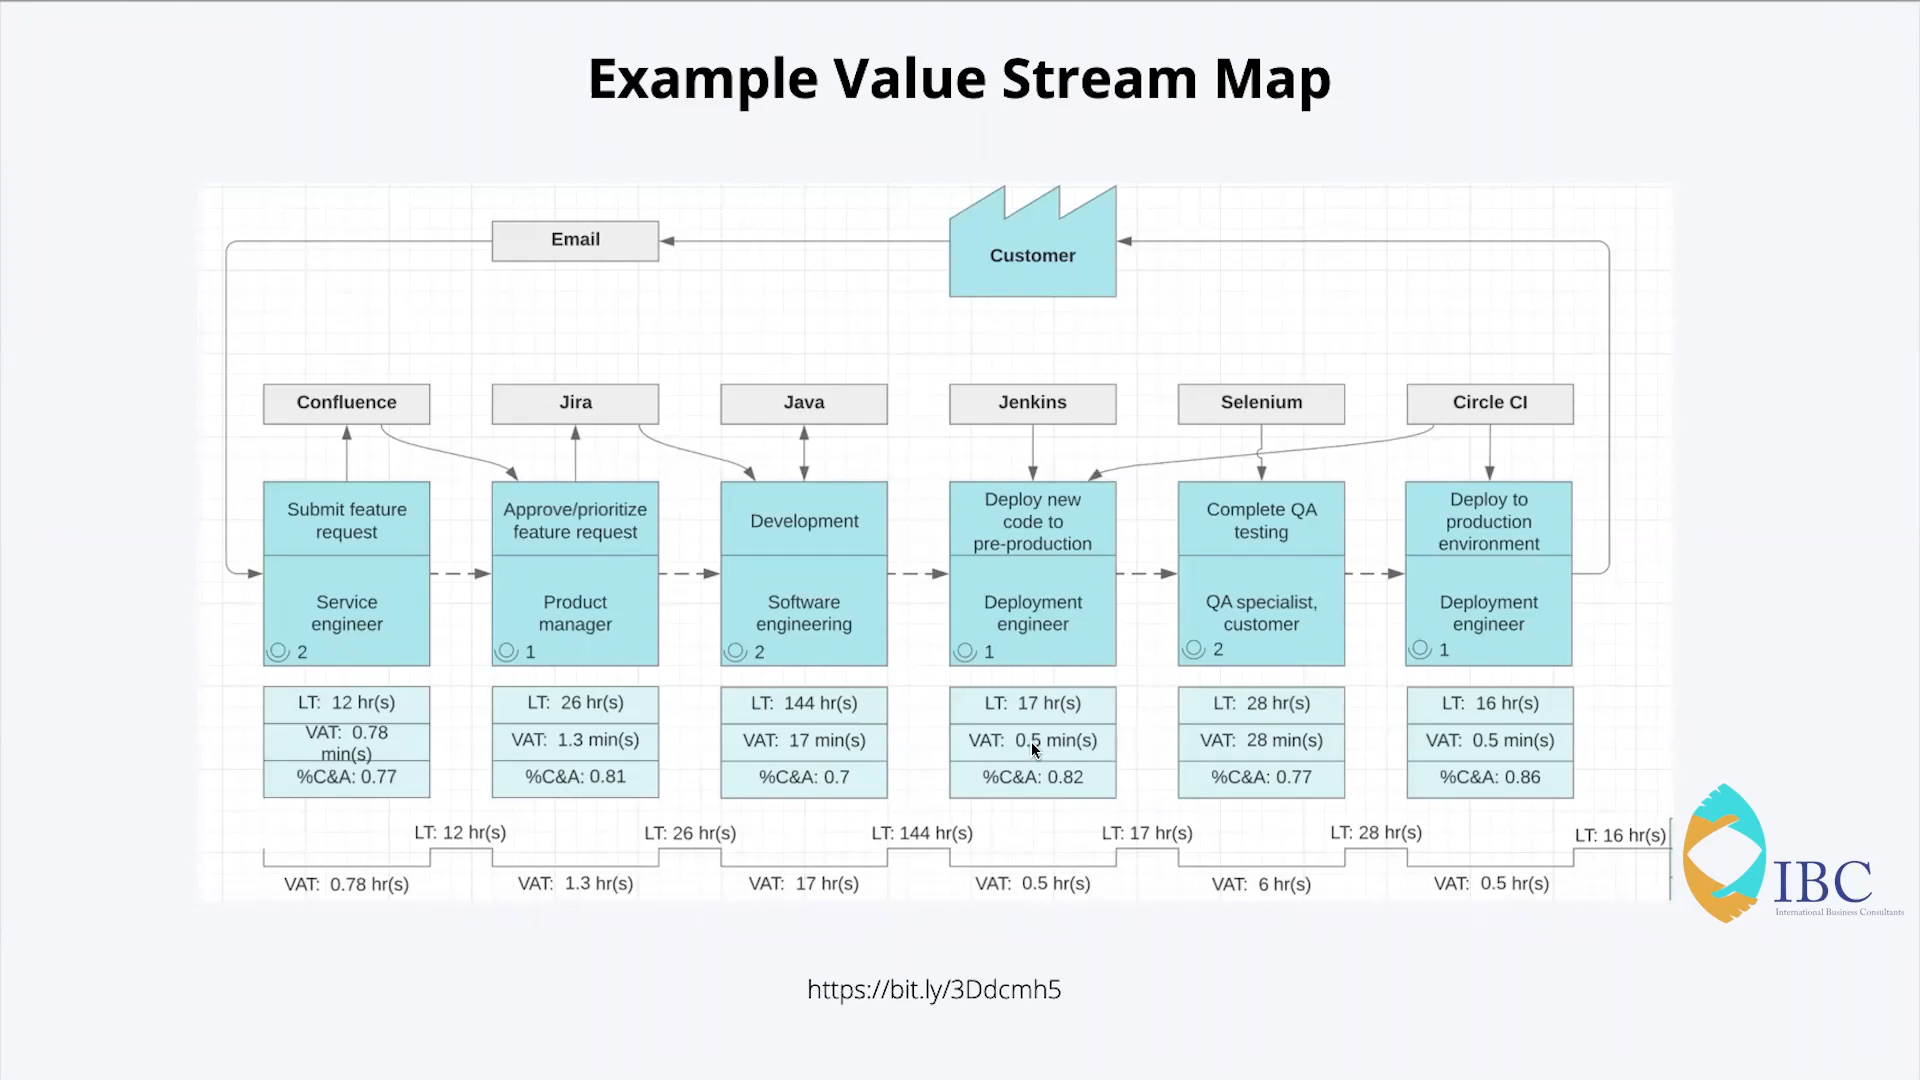 Example Value Stream Map
Email
Customer
Confluence
Jira
Java
Jenkins
Selenium
Circle CI
Submit feature
request
Approve/prioritize
feature request
Development
Deploy new
code to
pre-production
Complete QA
testing
Deploy to
production
environment
Service
engineer
2
Product
manager
1
Software
engineering
2
Deployment
engineer
1
QA specialist,
customer
2
Deployment
engineer
1
LT: 12 hr(s)
VAT: 0.78
min(s)
%C&A: 0.77
LT: 26 hr(s)
VAT: 1.3 min(s)
%C&A: 0.81
LT: 144 hr(s)
VAT: 17 min(s)
%C&A: 0.7
LT: 17 hr(s)
VAT: 0.5 min(s)
%C&A: 0.82
LT: 28 hr(s)
VAT: 28 min(s)
%C&A: 0.77
LT: 16 hr(s)
VAT: 0.5 min(s)
%C&A: 0.86
LT: 12 hr(s)
LT: 26 hr(s)
LT: 144 hr(s)
LT: 17 hr(s)
LT: 28 hr(s)
LT: 16 hr(s)
VAT: 0.78 hr(s)
VAT: 1.3 hr(s)
VAT: 17 hr(s)
VAT: 0.5 hr(s)
VAT: 6 hr(s)
VAT: 0.5 hr(s)
IBC
International Business Consultants
https://bit.ly/3Ddcmh5